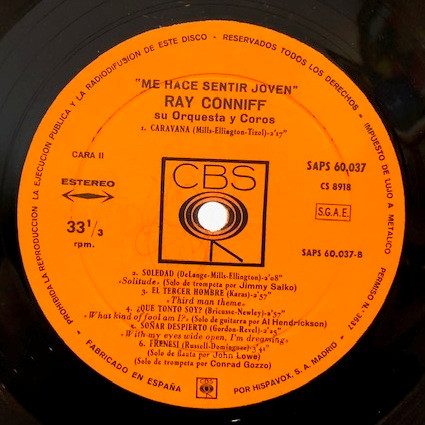 PROHIBIDA LA REPRODUCCION, LA EJECUCION PUBLICA Y LA RADIODIFUSION DE ESTE DISCO - RESERVADOS TODOS LOS DERECHOS - IMPUESTO DE LUJO A METALICO PERMISO N. 3637
"ME HACE SENTIR JOVEN"
RAY CONNIFF
su Orquesta y Coros
1. CARAVANA (Mills-Ellington-Tizol)-2'17"
CARA II
CBS
SAPS 60.037
CS 8918
ESTEREO
S.G.A.E.
33 1/3
rpm.
SAPS 60.037-B
2. SOLEDAD (DeLange-Mills-Ellington)-2'08"
«Solitude» (Solo de trompeta por Jimmy Salko)
3. EL TERCER HOMBRE (Karas)-2'57"
«Third man theme»
4. ¿QUE TONTO SOY? (Bricusse-Newley)-2'57"
«What kind of fool am I?» (Solo de guitarra por Al Hendrickson)
5. SOÑAR DESPIERTO (Gordon-Revel)-2'25"
«With my eyes wide open, I'm dreaming»
6. FRENESI (Russell-Dominguez)-3'41"
(Solo de flauta por John Lowe)
(Solo de trompeta por Conrad Gozzo)
CBS
FABRICADO EN ESPAÑA
POR HISPAVOX, S. A. MADRID